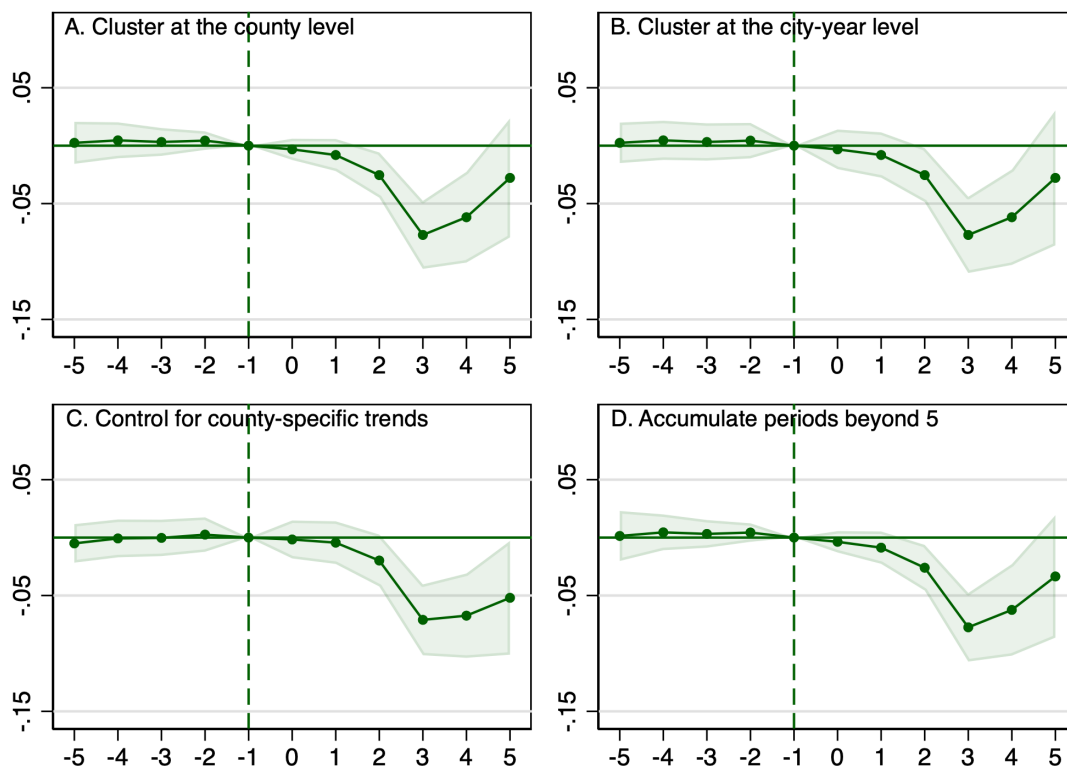 A. Cluster at the county level
.05
-.05
-.15
-5 -4 -3 -2 -1 0 1 2 3 4 5
B. Cluster at the city-year level
.05
-.05
-.15
-5 -4 -3 -2 -1 0 1 2 3 4 5
C. Control for county-specific trends
.05
-.05
-.15
-5 -4 -3 -2 -1 0 1 2 3 4 5
D. Accumulate periods beyond 5
.05
-.05
-.15
-5 -4 -3 -2 -1 0 1 2 3 4 5